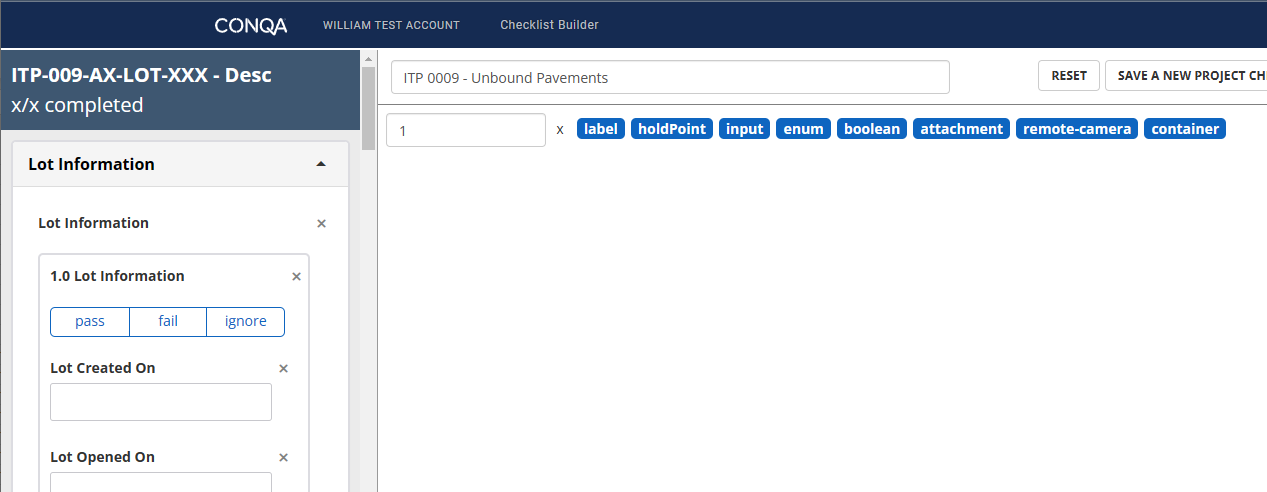 CONQA WILLIAM TEST ACCOUNT Checklist Builder
ITP-009-AX-LOT-XXX - Desc
x/x completed
ITP 0009 - Unbound Pavements RESET SAVE A NEW PROJECT CH
1 x label holdPoint input enum boolean attachment remote-camera container
Lot Information
Lot Information ×
1.0 Lot Information ×
pass fail ignore
Lot Created On ×
Lot Opened On ×